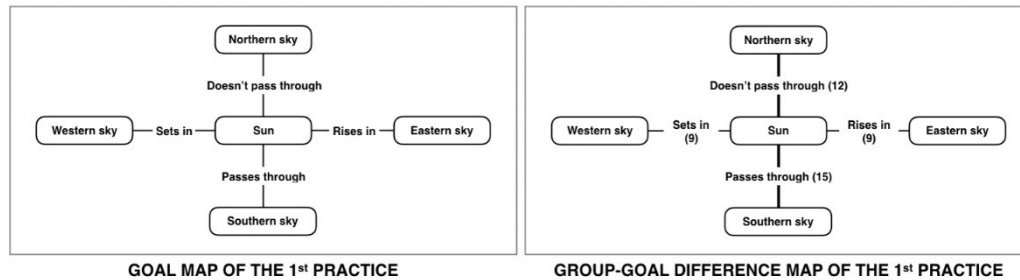 Northern sky
Doesn't pass through
Western sky
Sets in
Sun
Rises in
Eastern sky
Passes through
Southern sky
GOAL MAP OF THE 1st PRACTICE
Northern sky
Doesn't pass through (12)
Western sky
Sets in
(9)
Sun
Rises in
(9)
Eastern sky
Passes through (15)
Southern sky
GROUP-GOAL DIFFERENCE MAP OF THE 1st PRACTICE